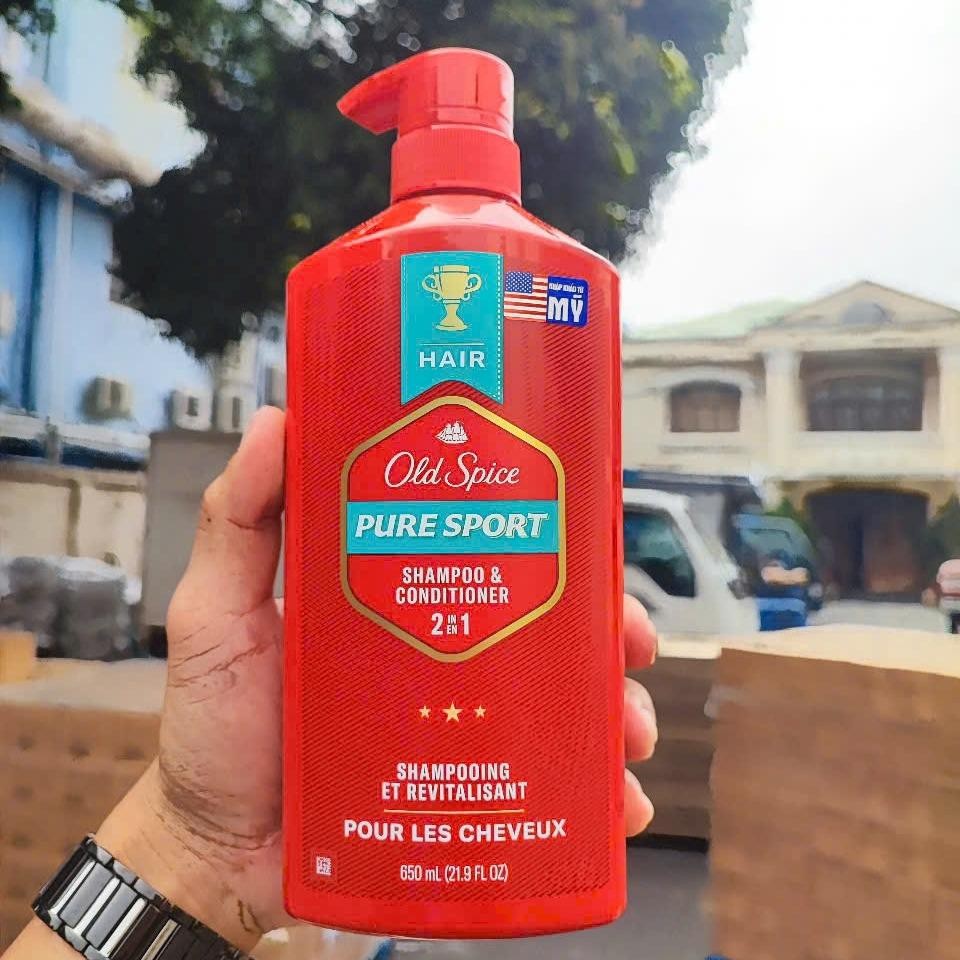 HAIR
NHẬP KHẨU TỪ
MỸ
Old Spice
PURE SPORT
SHAMPOO &
CONDITIONER
2 IN EN 1
SHAMPOOING
ET REVITALISANT
POUR LES CHEVEUX
650 mL (21.9 FL OZ)